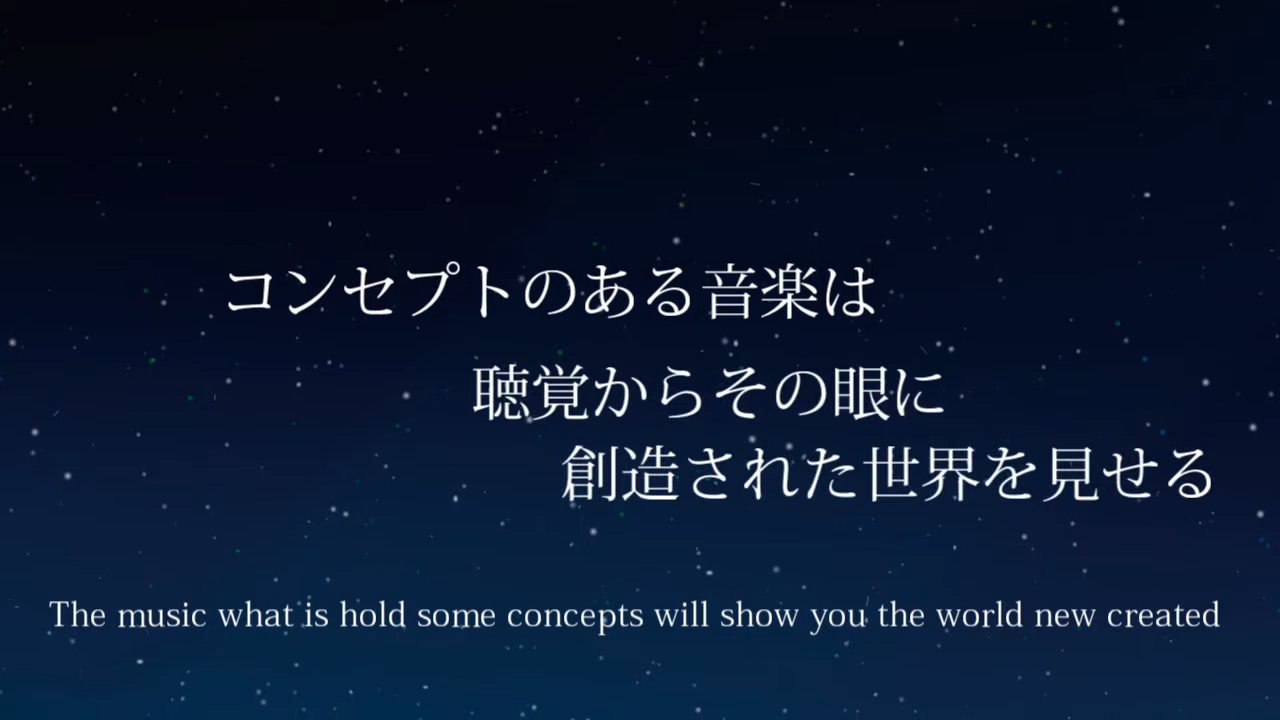 コンセプトのある音楽は
聴覚からその眼に
創造された世界を見せる
The music what is hold some concepts will show you the world new created